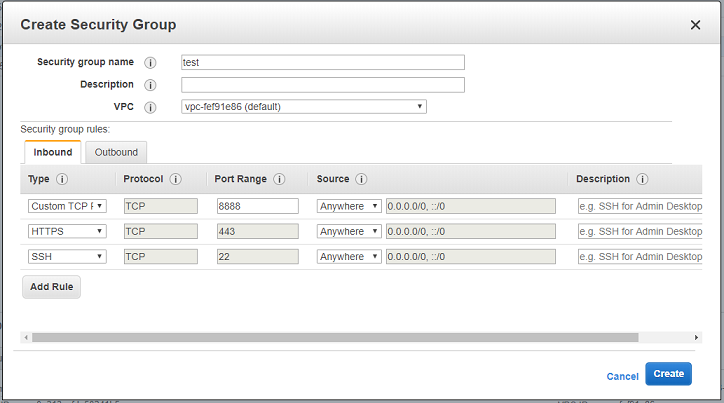 Create Security Group
Security group name test
Description
VPC vpc-fef91e86 (default)
Security group rules:
Inbound Outbound
Type Protocol Port Range Source Description
Custom TCP TCP 8888 Anywhere 0.0.0.0/0, ::/0 e.g. SSH for Admin Desktop
HTTPS TCP 443 Anywhere 0.0.0.0/0, ::/0 e.g. SSH for Admin Desktop
SSH TCP 22 Anywhere 0.0.0.0/0, ::/0 e.g. SSH for Admin Desktop
Add Rule
Cancel Create